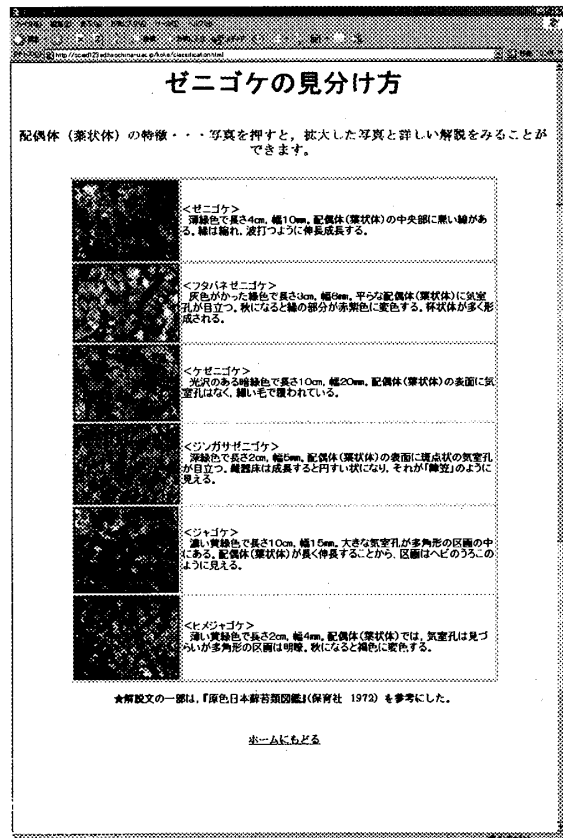 ゼニゴケの見分け方
配偶体（葉状体）の特徴・・・写真を押すと，拡大した写真と詳しい解説をみることが
できます。
＜ゼニゴケ＞
薄緑色で長さ4cm，幅10mm。配偶体（葉状体）の中央部に黒い線があ
る。縁は縮れ，波打つように伸長成長する。
＜フタバネゼニゴケ＞
灰色がかった緑色で長さ3cm，幅6mm。平らな配偶体（葉状体）に気室
孔が目立つ。秋になると縁の部分が赤紫色に変色する。杯状体が多く形
成される。
＜ケゼニゴケ＞
光沢のある暗緑色で長さ10cm，幅20mm。配偶体（葉状体）の表面に気
室孔はなく，細い毛で覆われている。
＜ジンガサゼニゴケ＞
深緑色で長さ2cm，幅5mm。配偶体（葉状体）の表面に斑点状の気室孔
が目立つ。雌器床は成長すると円すい状になり，それが「陣笠」のように
見える。
＜ジャゴケ＞
濃い黄緑色で長さ10cm，幅15mm。大きな気室孔が多角形の区画の中
にある。配偶体（葉状体）が長く伸長することから，区画はヘビのうろこの
ように見える。
＜ヒメジャゴケ＞
薄い黄緑色で長さ2cm，幅4mm。配偶体（葉状体）では，気室孔は見づ
らいが多角形の区画は明瞭。秋になると褐色に変色する。
★解説文の一部は，『原色日本蘚苔類図鑑』（保育社 1972）を参考にした。
ホームにもどる